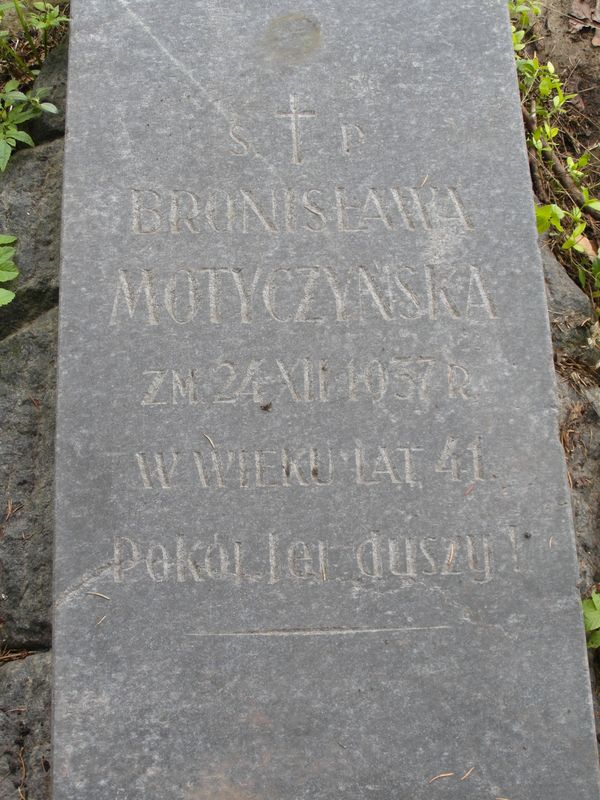 Ś † P
BRONISŁAWA
MOTYCZYŃSKA
ZM 24 XII 1937 R
W WIEKU LAT 41
Pokój Jej duszy!